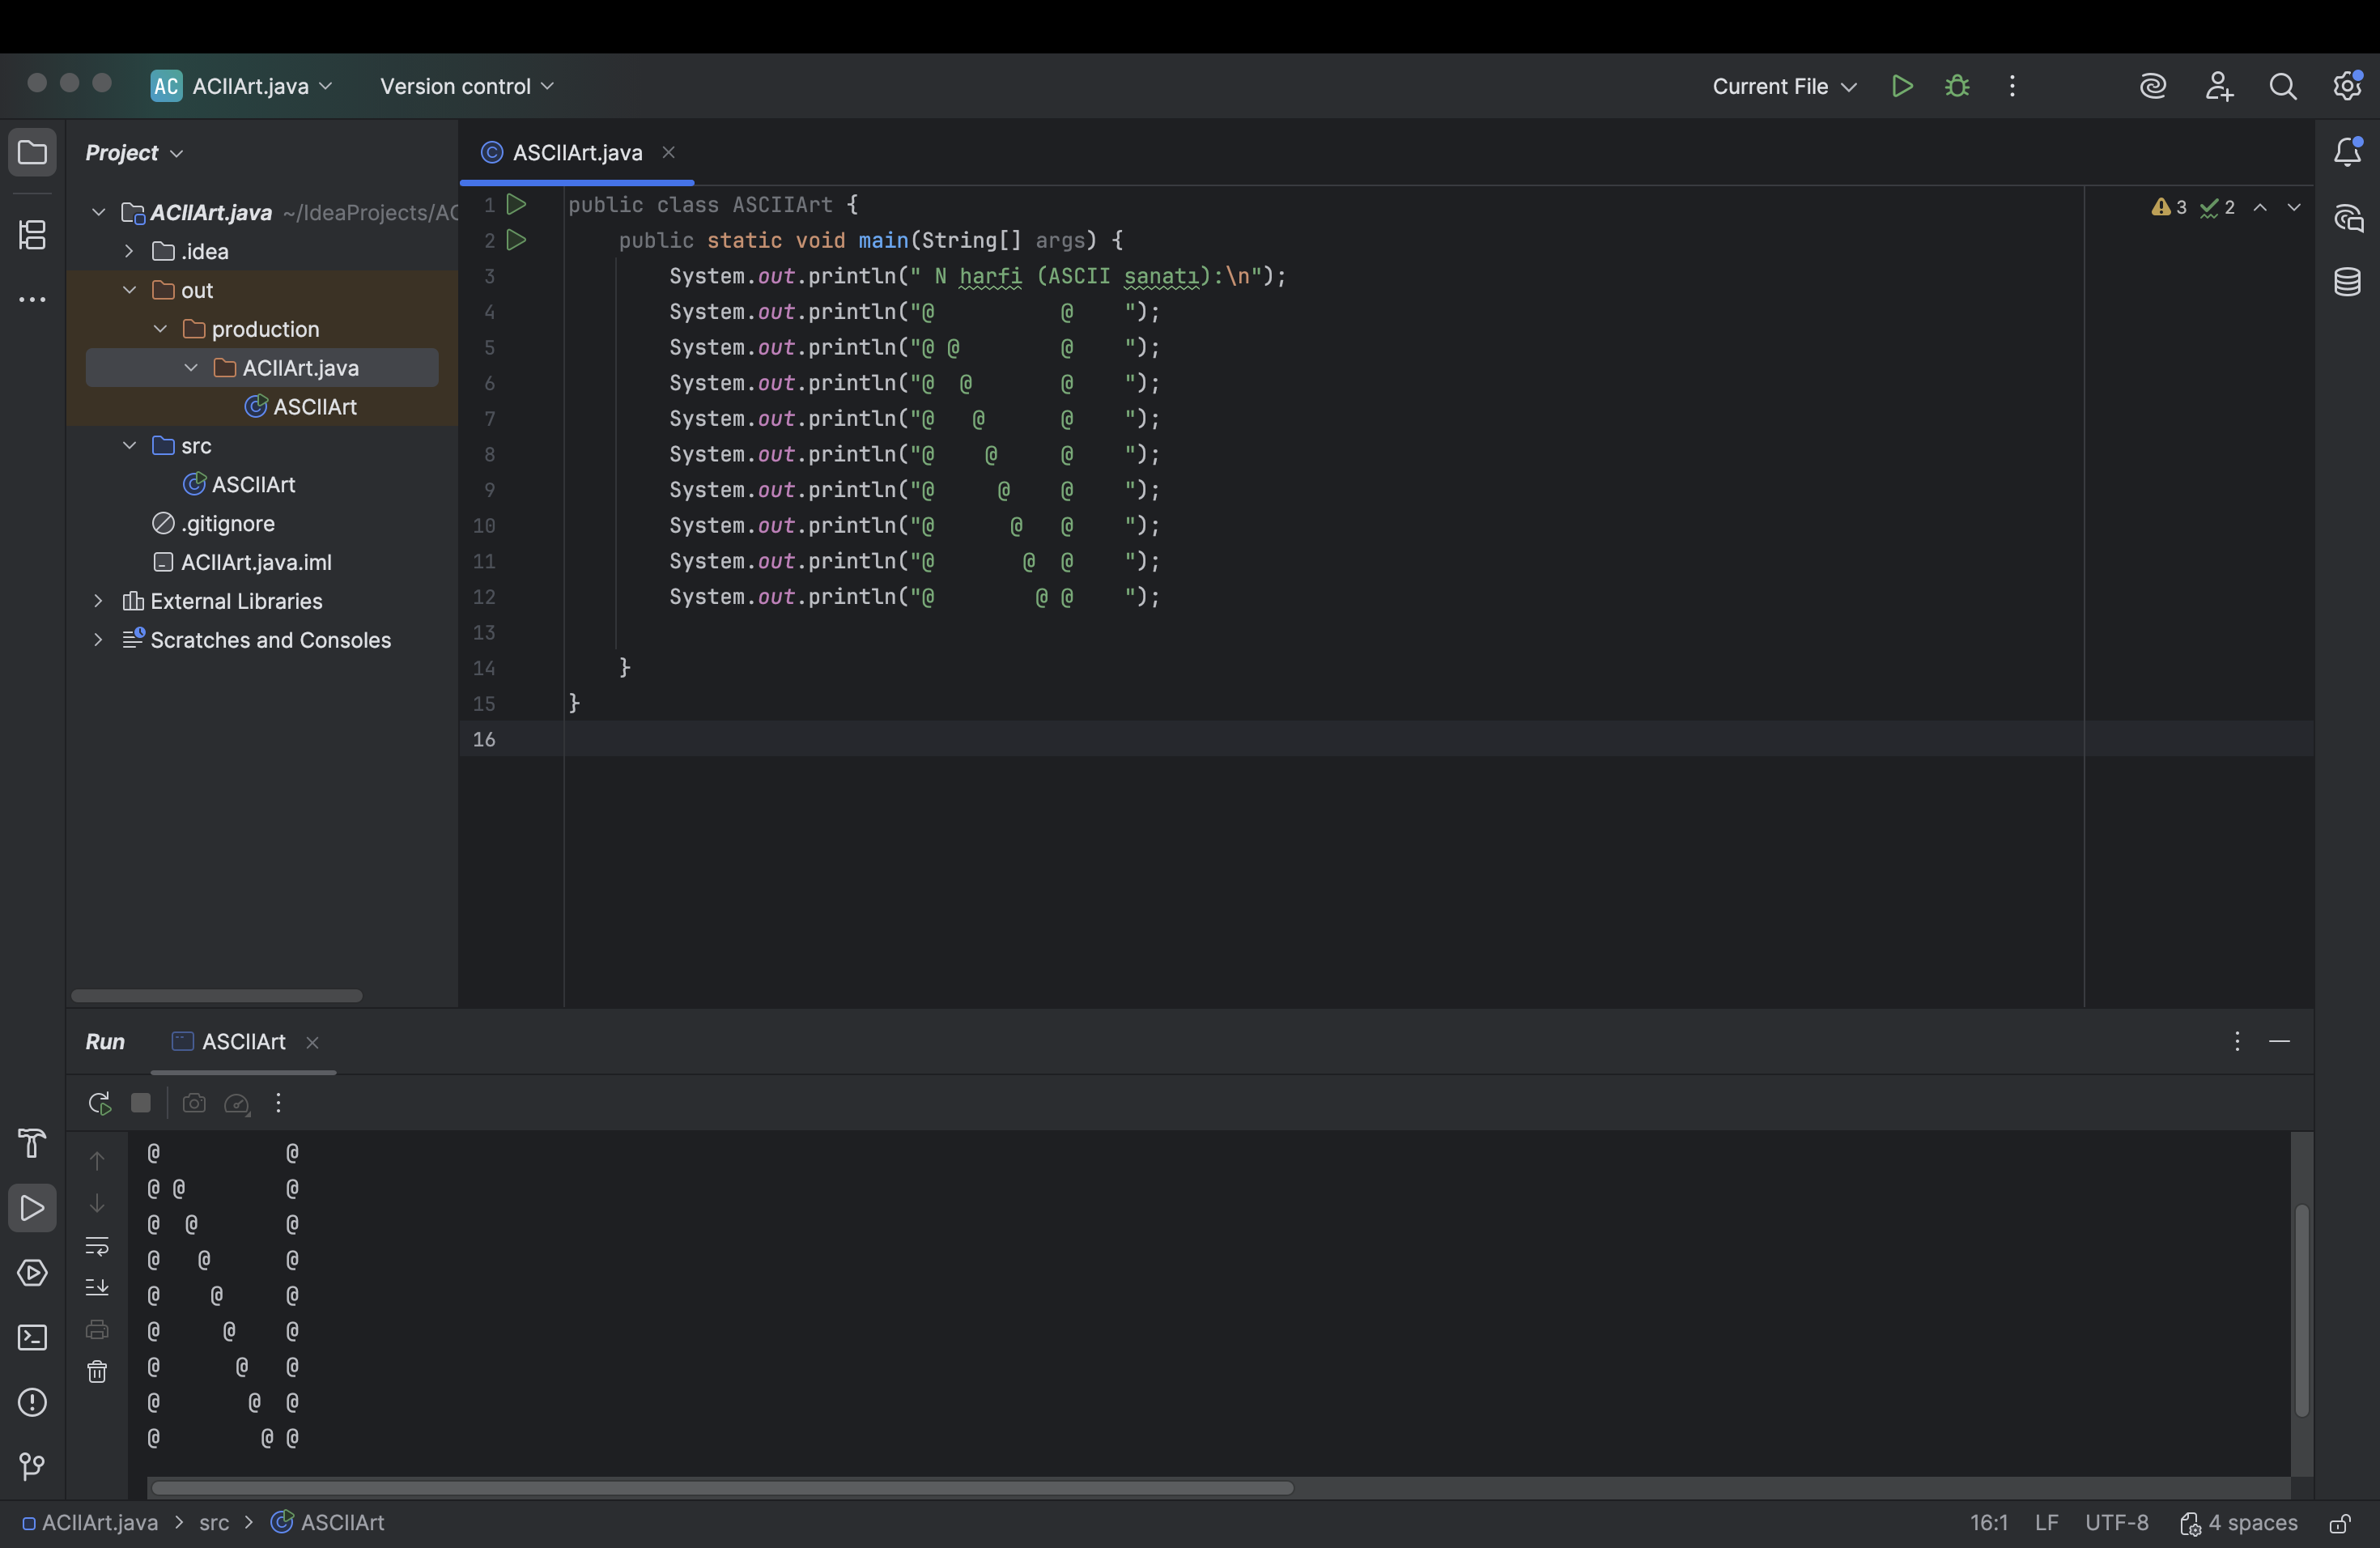 AC ACIIArt.java Version control Current File
Project
ACIIArt.java ~/IdeaProjects/AC
.idea
out
production
ACIIArt.java
ASCIIArt
src
ASCIIArt
.gitignore
ACIIArt.java.iml
External Libraries
Scratches and Consoles
ASCIIArt.java
3 2
1 public class ASCIIArt {
2     public static void main(String[] args) {
3         System.out.println(" N harfi (ASCII sanatı):\n");
4         System.out.println("@          @    ");
5         System.out.println("@ @        @    ");
6         System.out.println("@  @       @    ");
7         System.out.println("@   @      @    ");
8         System.out.println("@    @     @    ");
9         System.out.println("@     @    @    ");
10         System.out.println("@      @   @    ");
11         System.out.println("@       @  @    ");
12         System.out.println("@        @ @    ");
13
14     }
15 }
16
Run ASCIIArt
@          @
@ @        @
@  @       @
@   @      @
@    @     @
@     @    @
@      @   @
@       @  @
@        @ @
ACIIArt.java > src > ASCIIArt 16:1 LF UTF-8 4 spaces